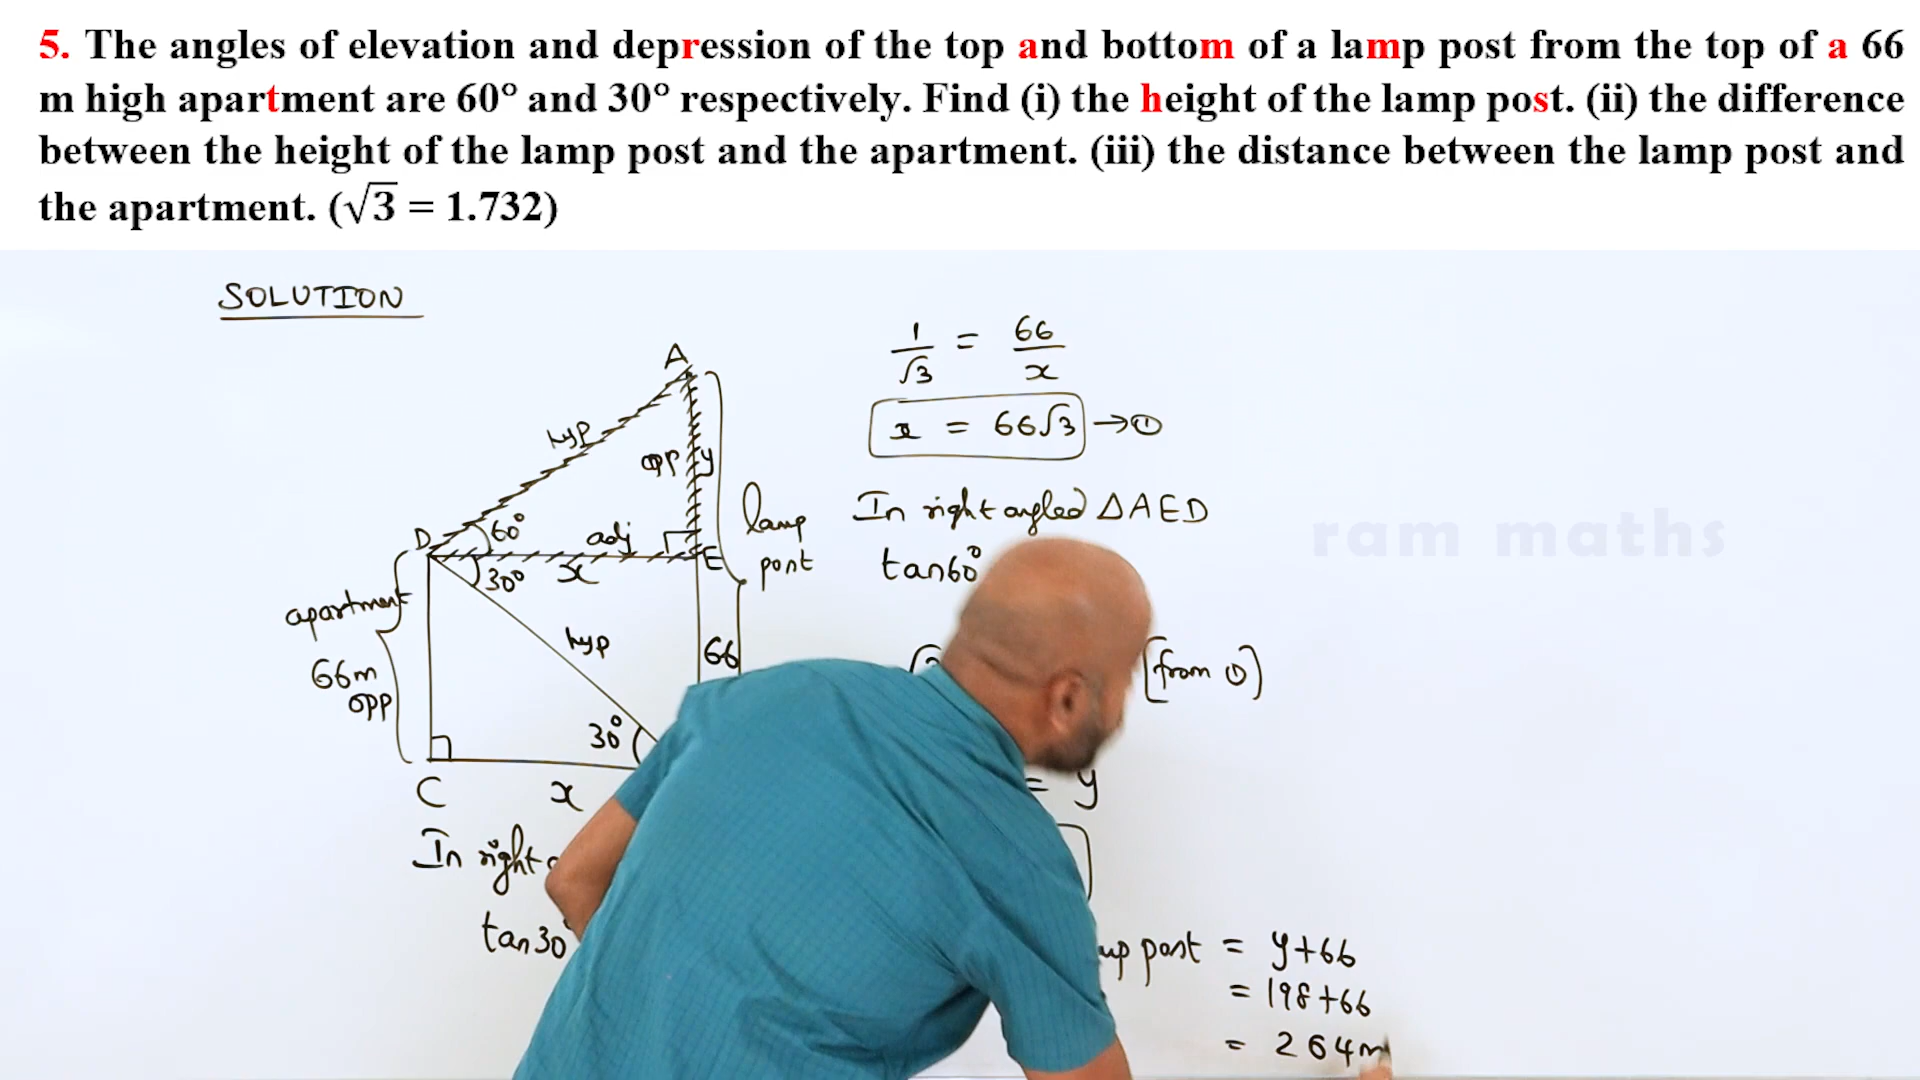 5. The angles of elevation and depression of the top and bottom of a lamp post from the top of a 66
m high apartment are 60° and 30° respectively. Find (i) the height of the lamp post. (ii) the difference
between the height of the lamp post and the apartment. (iii) the distance between the lamp post and
the apartment. (√3 = 1.732)
SOLUTION
A
hyp
opp y
D 60° adj E
30° x
lamp
post
apartment
66m
opp
hyp
66
30°
C x
In right
tan30
1/√3 = 66/x
x = 66√3 → ①
In right angled ΔAED
tan60°
[from ①]
= y
post = y+66
= 198+66
= 264m
ram maths